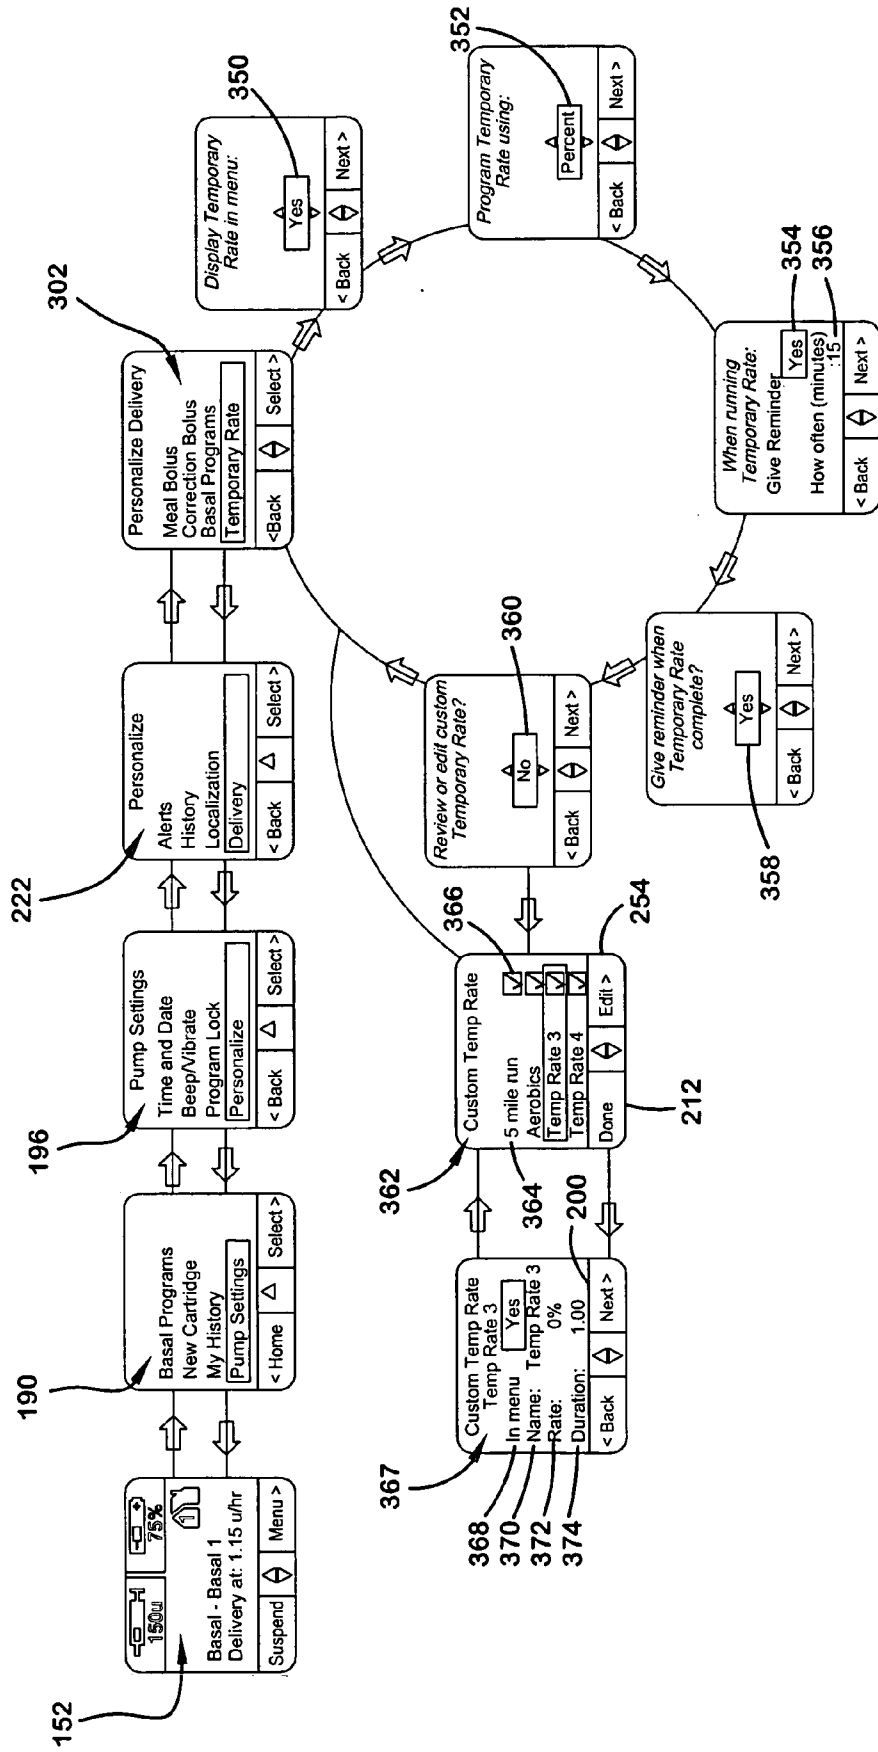 152
150u
75%
1
Basal - Basal 1
Delivery at: 1.15 u/hr
Suspend
Menu >
190
Basal Programs
New Cartridge
My History
Pump Settings
< Home
Select >
196
Pump Settings
Time and Date
Beep/Vibrate
Program Lock
Personalize
< Back
Select >
222
Personalize
Alerts
History
Localization
Delivery
< Back
Select >
302
Personalize Delivery
Meal Bolus
Correction Bolus
Basal Programs
Temporary Rate
<Back
Select >
350
Display Temporary
Rate in menu:
Yes
< Back
Next >
352
Program Temporary
Rate using:
Percent
< Back
Next >
When running
Temporary Rate:
Give Reminder
Yes
How often (minutes)
:15
< Back
Next >
354
356
Give reminder when
Temporary Rate
complete?
Yes
< Back
Next >
358
360
Review or edit custom
Temporary Rate?
No
< Back
Next >
362
364
366
Custom Temp Rate
5 mile run
Aerobics
Temp Rate 3
Temp Rate 4
Done
Edit >
254
212
367
Custom Temp Rate
Temp Rate 3
In menu
Yes
Name:
Temp Rate 3
Rate:
0%
Duration:
1.00
< Back
Next >
200
368
370
372
374